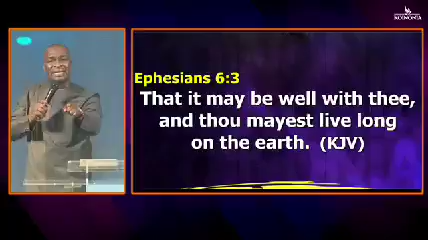 KOINONIA
Ephesians 6:3
That it may be well with thee,
and thou mayest live long
on the earth. (KJV)